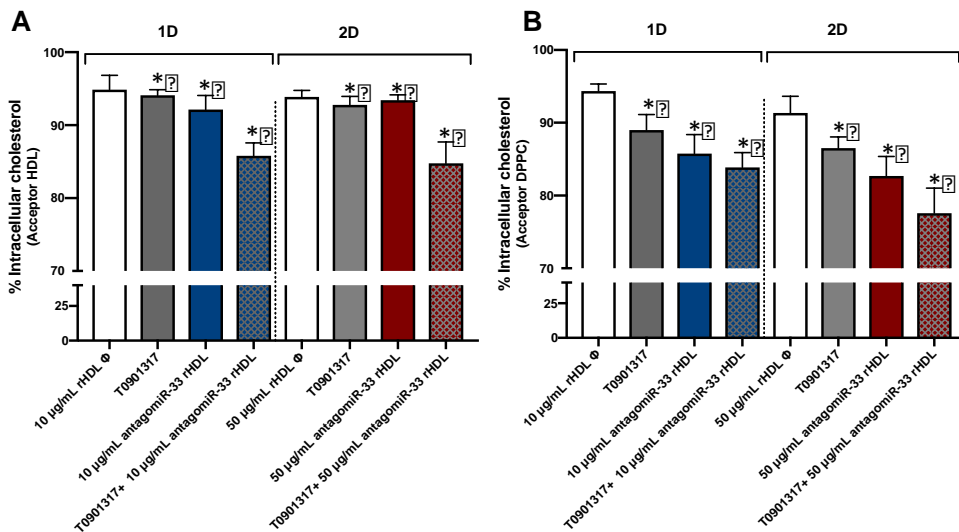 A
1D
2D
% Intracellular cholesterol
(Acceptor HDL)
100
90
80
70
25
0
*?
*?
*?
*?
*?
*?
10 µg/mL rHDL Φ
T0901317
10 µg/mL antagomiR-33 rHDL
T0901317+ 10 µg/mL antagomiR-33 rHDL
50 µg/mL rHDL Φ
T0901317
50 µg/mL antagomiR-33 rHDL
T0901317+ 50 µg/mL antagomiR-33 rHDL
B
1D
2D
% Intracellular cholesterol
(Acceptor DPPC)
100
90
80
70
25
0
*?
*?
*?
*?
*?
*?
10 µg/mL rHDL Φ
T0901317
10 µg/mL antagomiR-33 rHDL
T0901317+ 10 µg/mL antagomiR-33 rHDL
50 µg/mL rHDL Φ
T0901317
50 µg/mL antagomiR-33 rHDL
T0901317+ 50 µg/mL antagomiR-33 rHDL